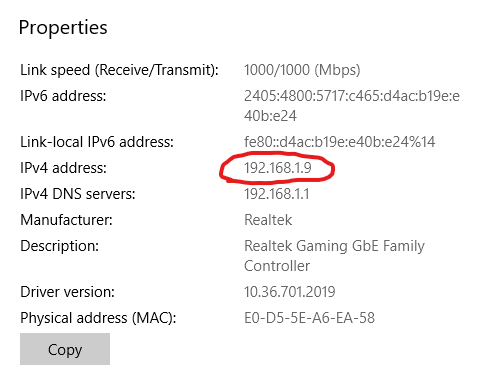 Properties
Link speed (Receive/Transmit): 1000/1000 (Mbps)
IPv6 address: 2405:4800:5717:c465:d4ac:b19e:e
40b:e24
Link-local IPv6 address: fe80::d4ac:b19e:e40b:e24%14
IPv4 address: 192.168.1.9
IPv4 DNS servers: 192.168.1.1
Manufacturer: Realtek
Description: Realtek Gaming GbE Family
Controller
Driver version: 10.36.701.2019
Physical address (MAC): E0-D5-5E-A6-EA-58
Copy